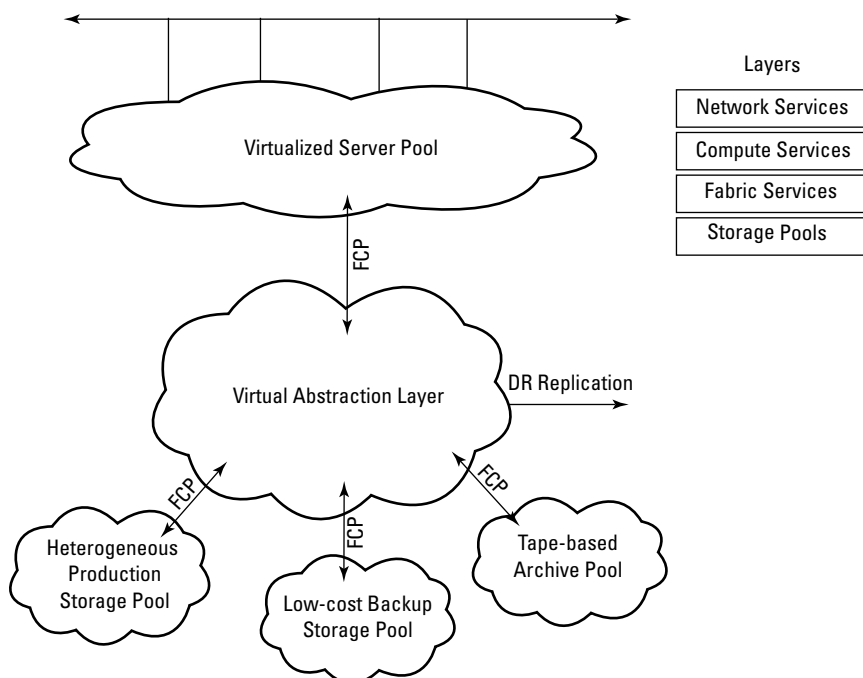 Layers
Network Services
Compute Services
Fabric Services
Storage Pools
Virtualized Server Pool
FCP
Virtual Abstraction Layer
DR Replication
FCP
FCP
FCP
Heterogeneous
Production
Storage Pool
Low-cost Backup
Storage Pool
Tape-based
Archive Pool